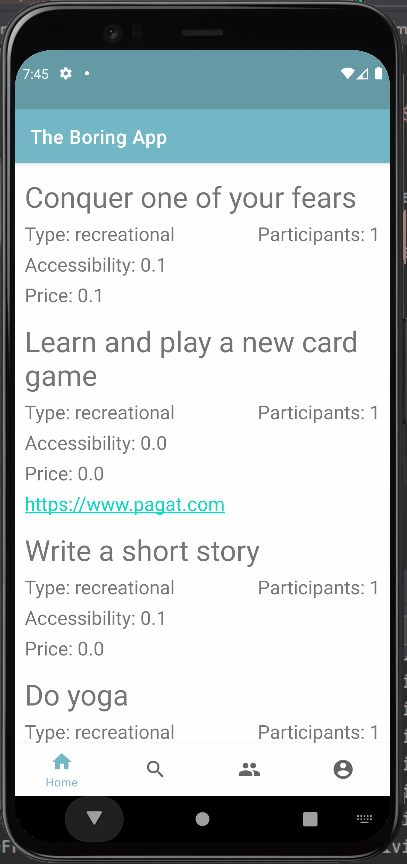 7:45
The Boring App
Conquer one of your fears
Type: recreational Participants: 1
Accessibility: 0.1
Price: 0.1
Learn and play a new card
game
Type: recreational Participants: 1
Accessibility: 0.0
Price: 0.0
https://www.pagat.com
Write a short story
Type: recreational Participants: 1
Accessibility: 0.1
Price: 0.0
Do yoga
Type: recreational Participants: 1
Home